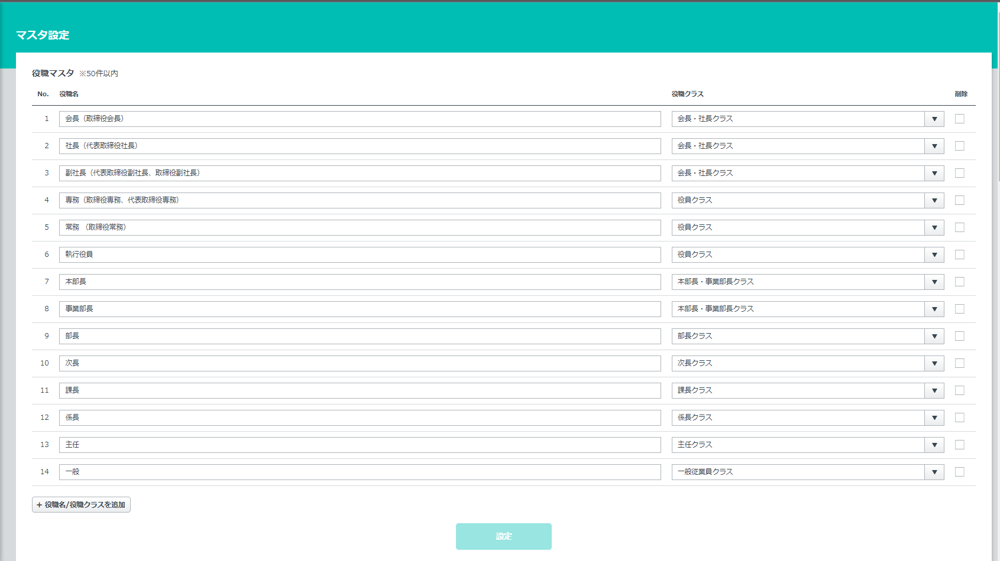 マスタ設定
役職マスタ ※50件以内
No. 役職名 役職クラス 削除
1 会長（取締役会長） 会長・社長クラス ▼
2 社長（代表取締役社長） 会長・社長クラス ▼
3 副社長（代表取締役副社長、取締役副社長） 会長・社長クラス ▼
4 専務（取締役専務、代表取締役専務） 役員クラス ▼
5 常務 （取締役常務） 役員クラス ▼
6 執行役員 役員クラス ▼
7 本部長 本部長・事業部長クラス ▼
8 事業部長 本部長・事業部長クラス ▼
9 部長 部長クラス ▼
10 次長 次長クラス ▼
11 課長 課長クラス ▼
12 係長 係長クラス ▼
13 主任 主任クラス ▼
14 一般 一般従業員クラス ▼
+ 役職名/役職クラスを追加
設定